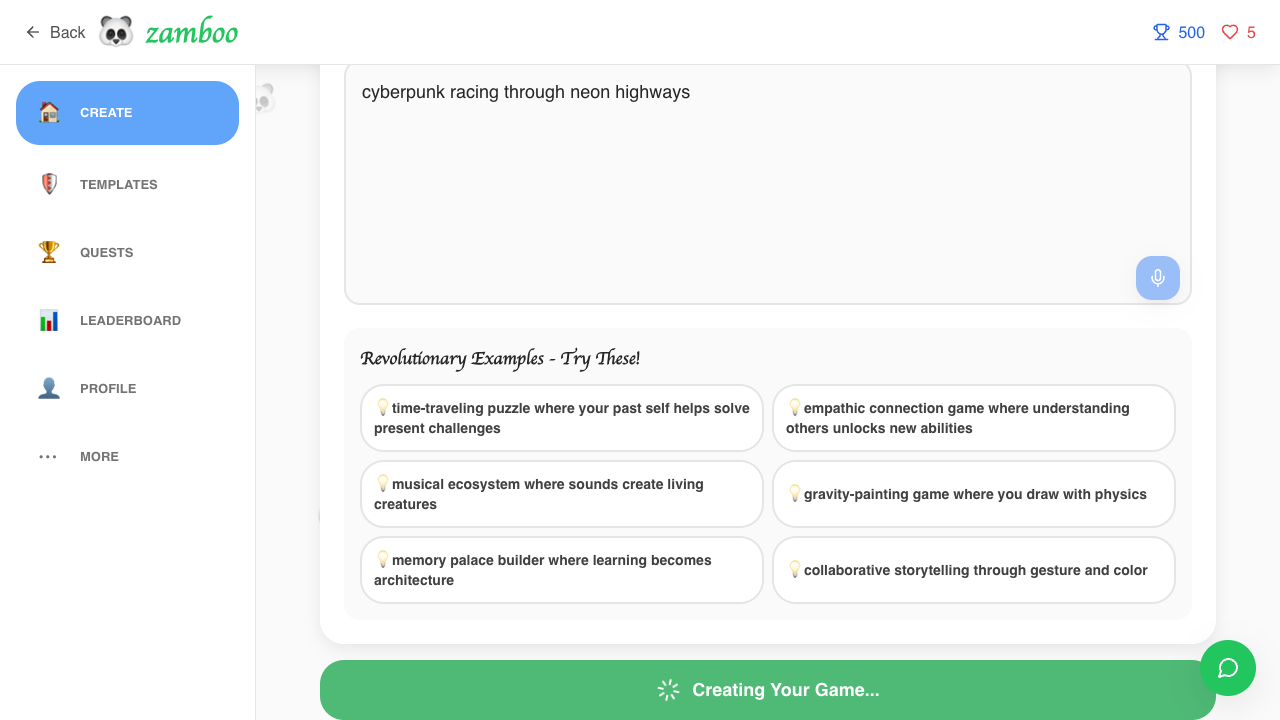 Back
zamboo
500
5
CREATE
TEMPLATES
QUESTS
LEADERBOARD
PROFILE
MORE
cyberpunk racing through neon highways
Revolutionary Examples - Try These!
time-traveling puzzle where your past self helps solve
present challenges
empathic connection game where understanding
others unlocks new abilities
musical ecosystem where sounds create living
creatures
gravity-painting game where you draw with physics
memory palace builder where learning becomes
architecture
collaborative storytelling through gesture and color
Creating Your Game...